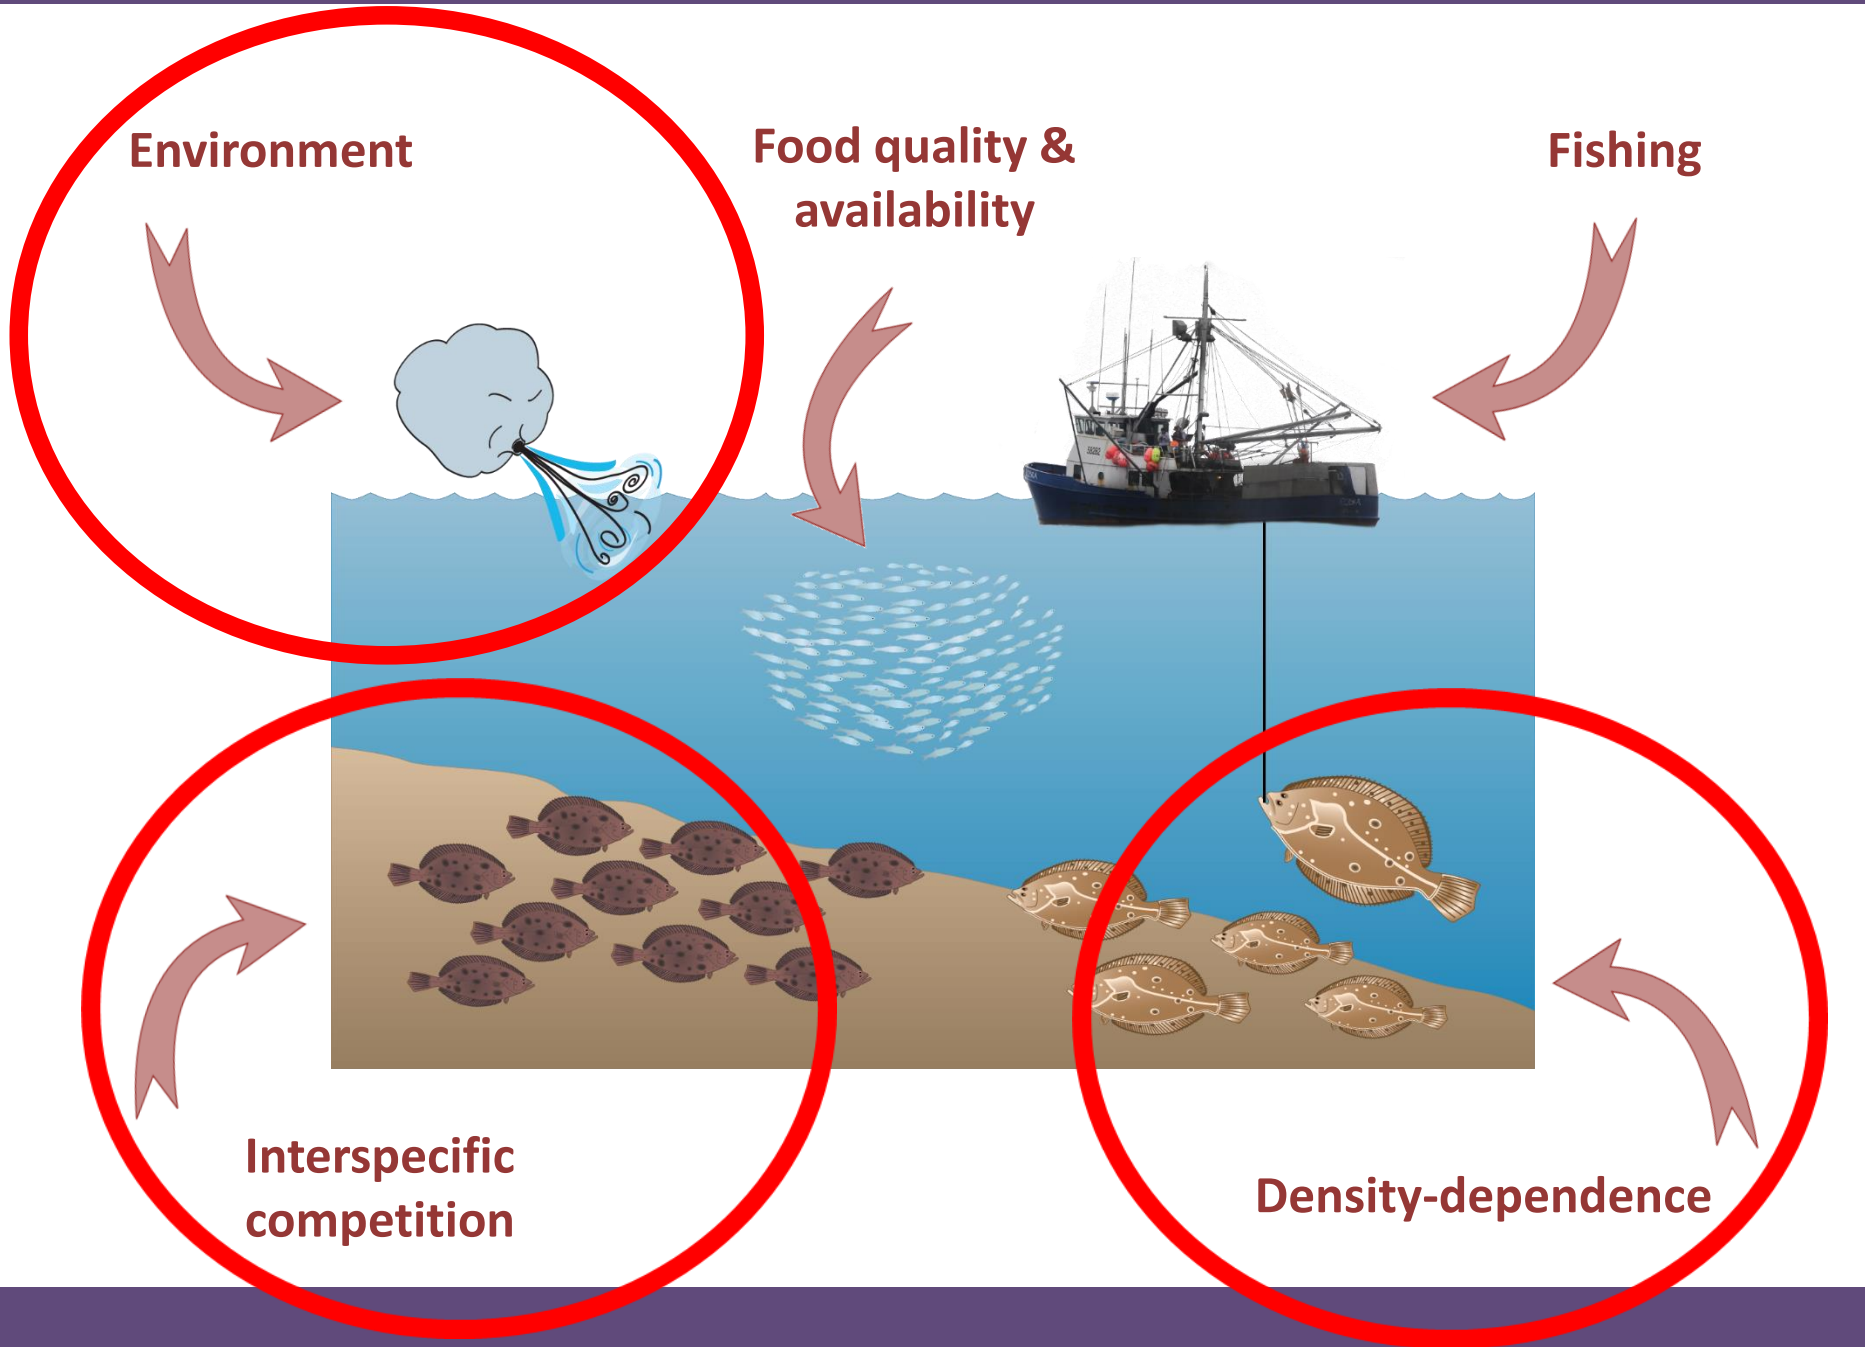 Environment
Food quality &
availability
Fishing
Interspecific
competition
Density-dependence